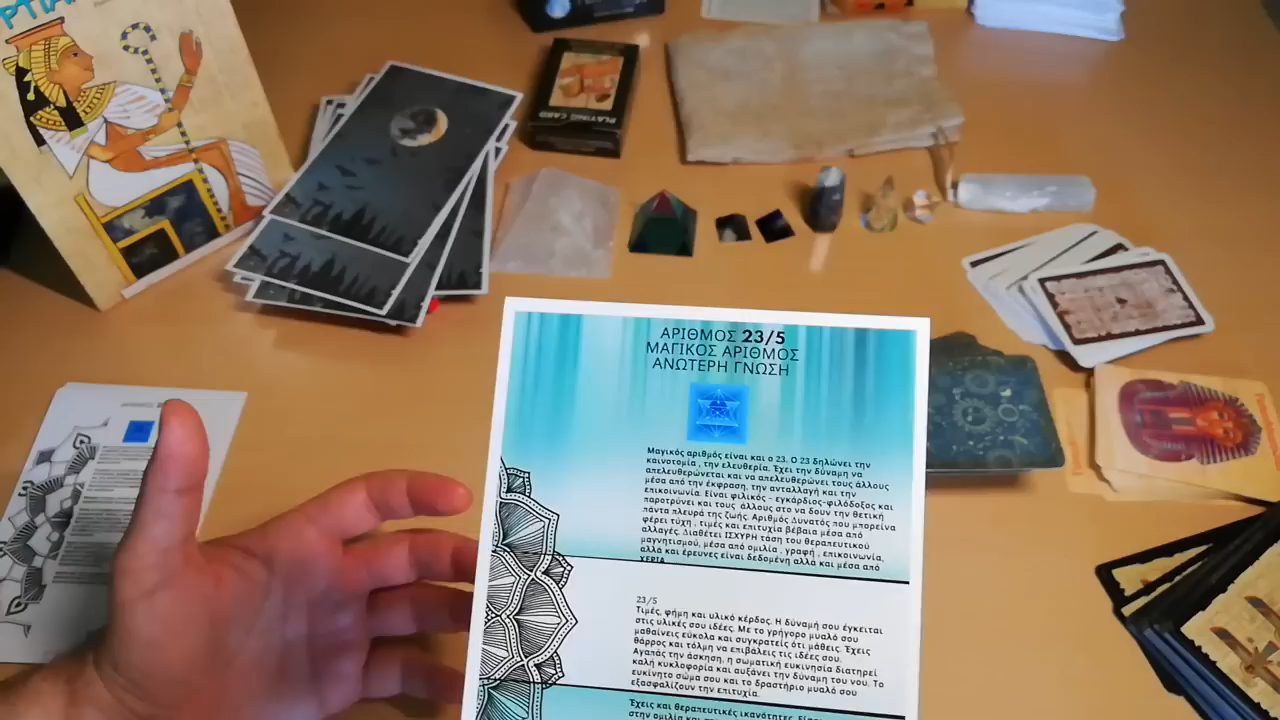 PLAYING CARD
ΑΡΙΘΜΟΣ 23/5
ΜΑΓΙΚΟΣ ΑΡΙΘΜΟΣ
ΑΝΩΤΕΡΗ ΓΝΩΣΗ
Μαγικός αριθμός είναι και ο 23. Ο 23 δηλώνει την
καινοτομία , την ελευθερία. Έχει την δύναμη να
απελευθερώνεται και να απελευθερώνει τους άλλους
μέσα από την έκφραση, την ανταλλαγή και την
επικοινωνία. Είναι φιλικός - εγκάρδιος-φιλόδοξος και
παροτρύνει και τους άλλους στο να δουν την θετική
πάντα πλευρά της ζωής. Αριθμός Δυνατός που μπορείνα
φέρει τύχη , τιμές και επιτυχία βέβαια μέσα από
αλλαγές. Διαθέτει ΙΣΧΥΡΗ τάση του θεραπευτικού
μαγνητισμού, μέσα από ομιλία , γραφή , επικοινωνία,
αλλά και έρευνες είναι δεδομένη αλλά και μέσα από
ΧΕΡΙΑ
23/5
Τιμές, φήμη και υλικό κέρδος. Η δύναμή σου έγκειται
στις υλικές σου ιδέες. Με το γρήγορο μυαλό σου
μαθαίνεις εύκολα και συγκρατείς ότι μάθεις. Έχεις
θάρρος και τόλμη να επιβάλεις τις ιδέες σου.
Αγαπάς την άσκηση, η σωματική ευκινησία διατηρεί
καλή κυκλοφορία και αυξάνει την δύναμη του νου. Το
ευκίνητο σώμα σου και το δραστήριο μυαλό σου
εξασφαλίζουν την επιτυχία.
Έχεις και θεραπευτικές ικανότητες,
στην ομιλία και